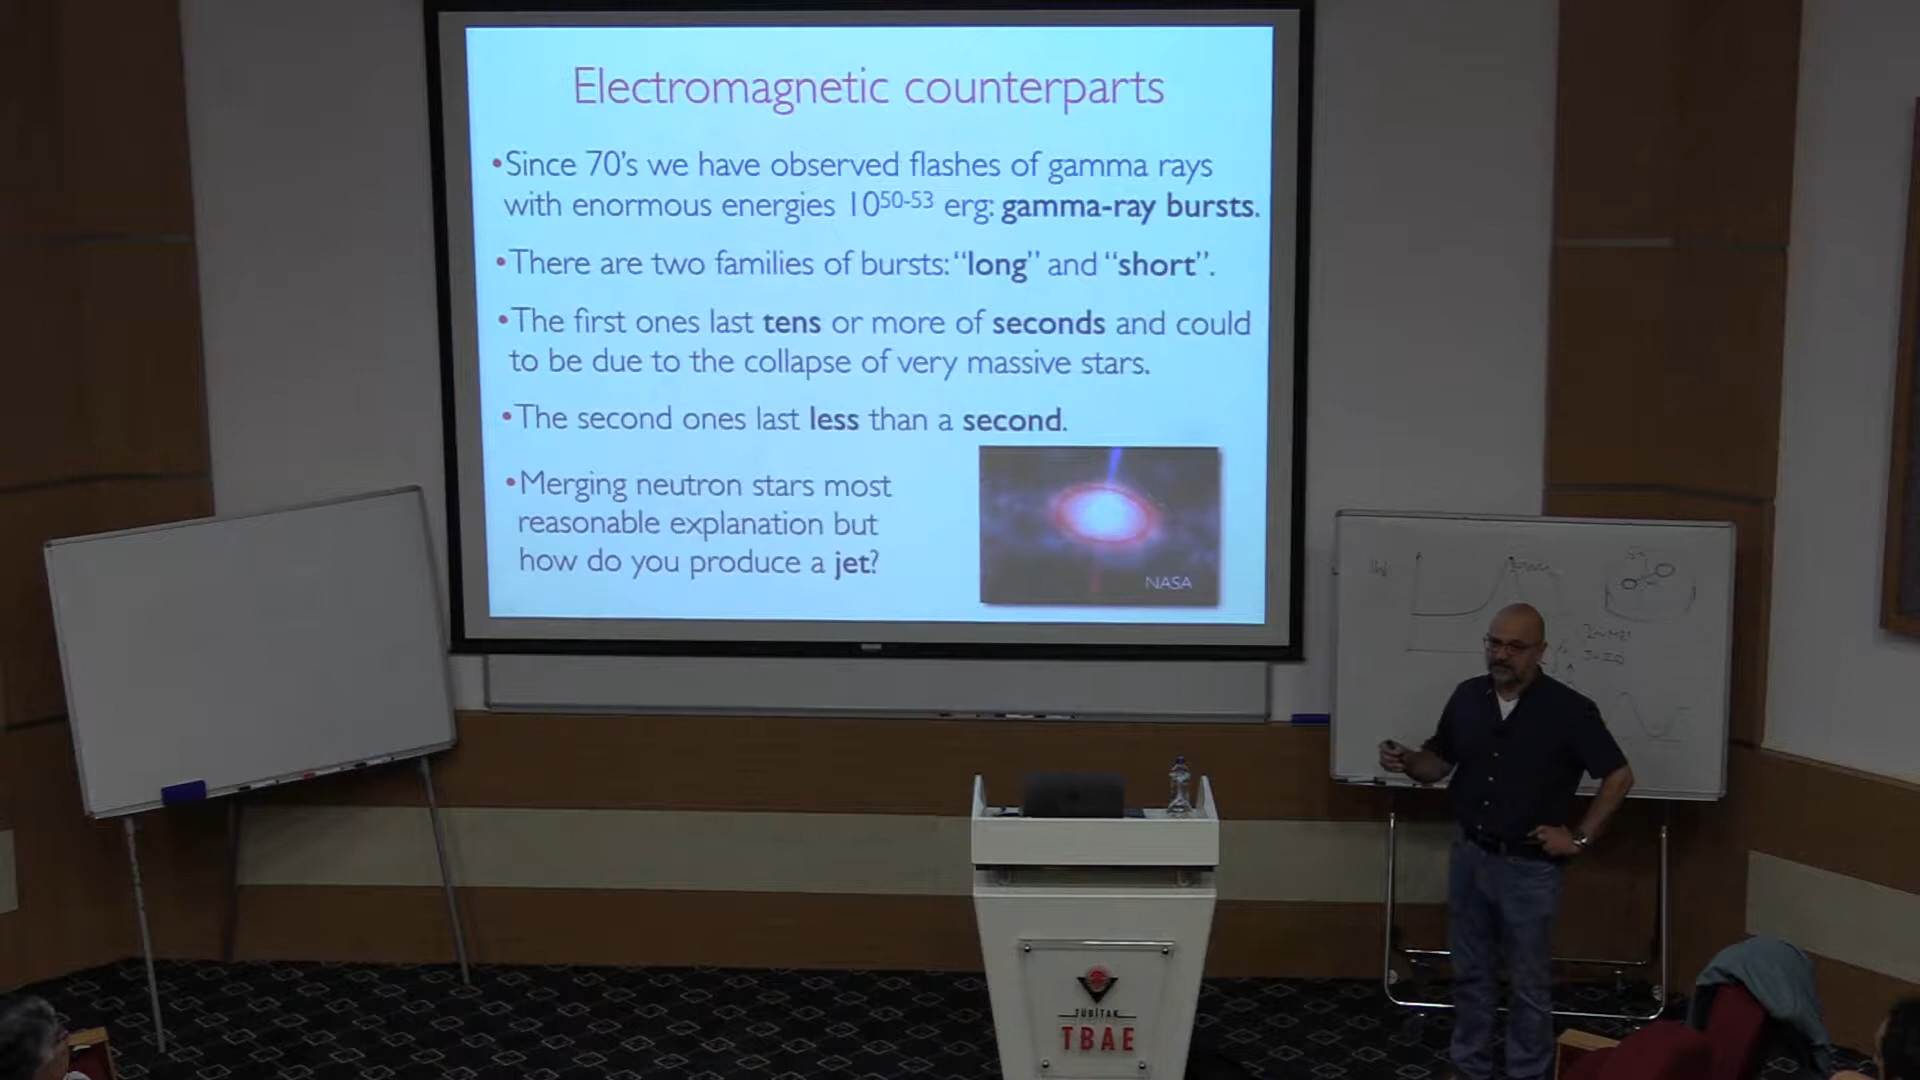 Electromagnetic counterparts
•Since 70's we have observed flashes of gamma rays
with enormous energies 10⁵⁰⁻⁵³ erg: gamma-ray bursts.
•There are two families of bursts: “long” and “short”.
•The first ones last tens or more of seconds and could
to be due to the collapse of very massive stars.
•The second ones last less than a second.
•Merging neutron stars most
reasonable explanation but
how do you produce a jet?
NASA
TÜBİTAK
TBAE